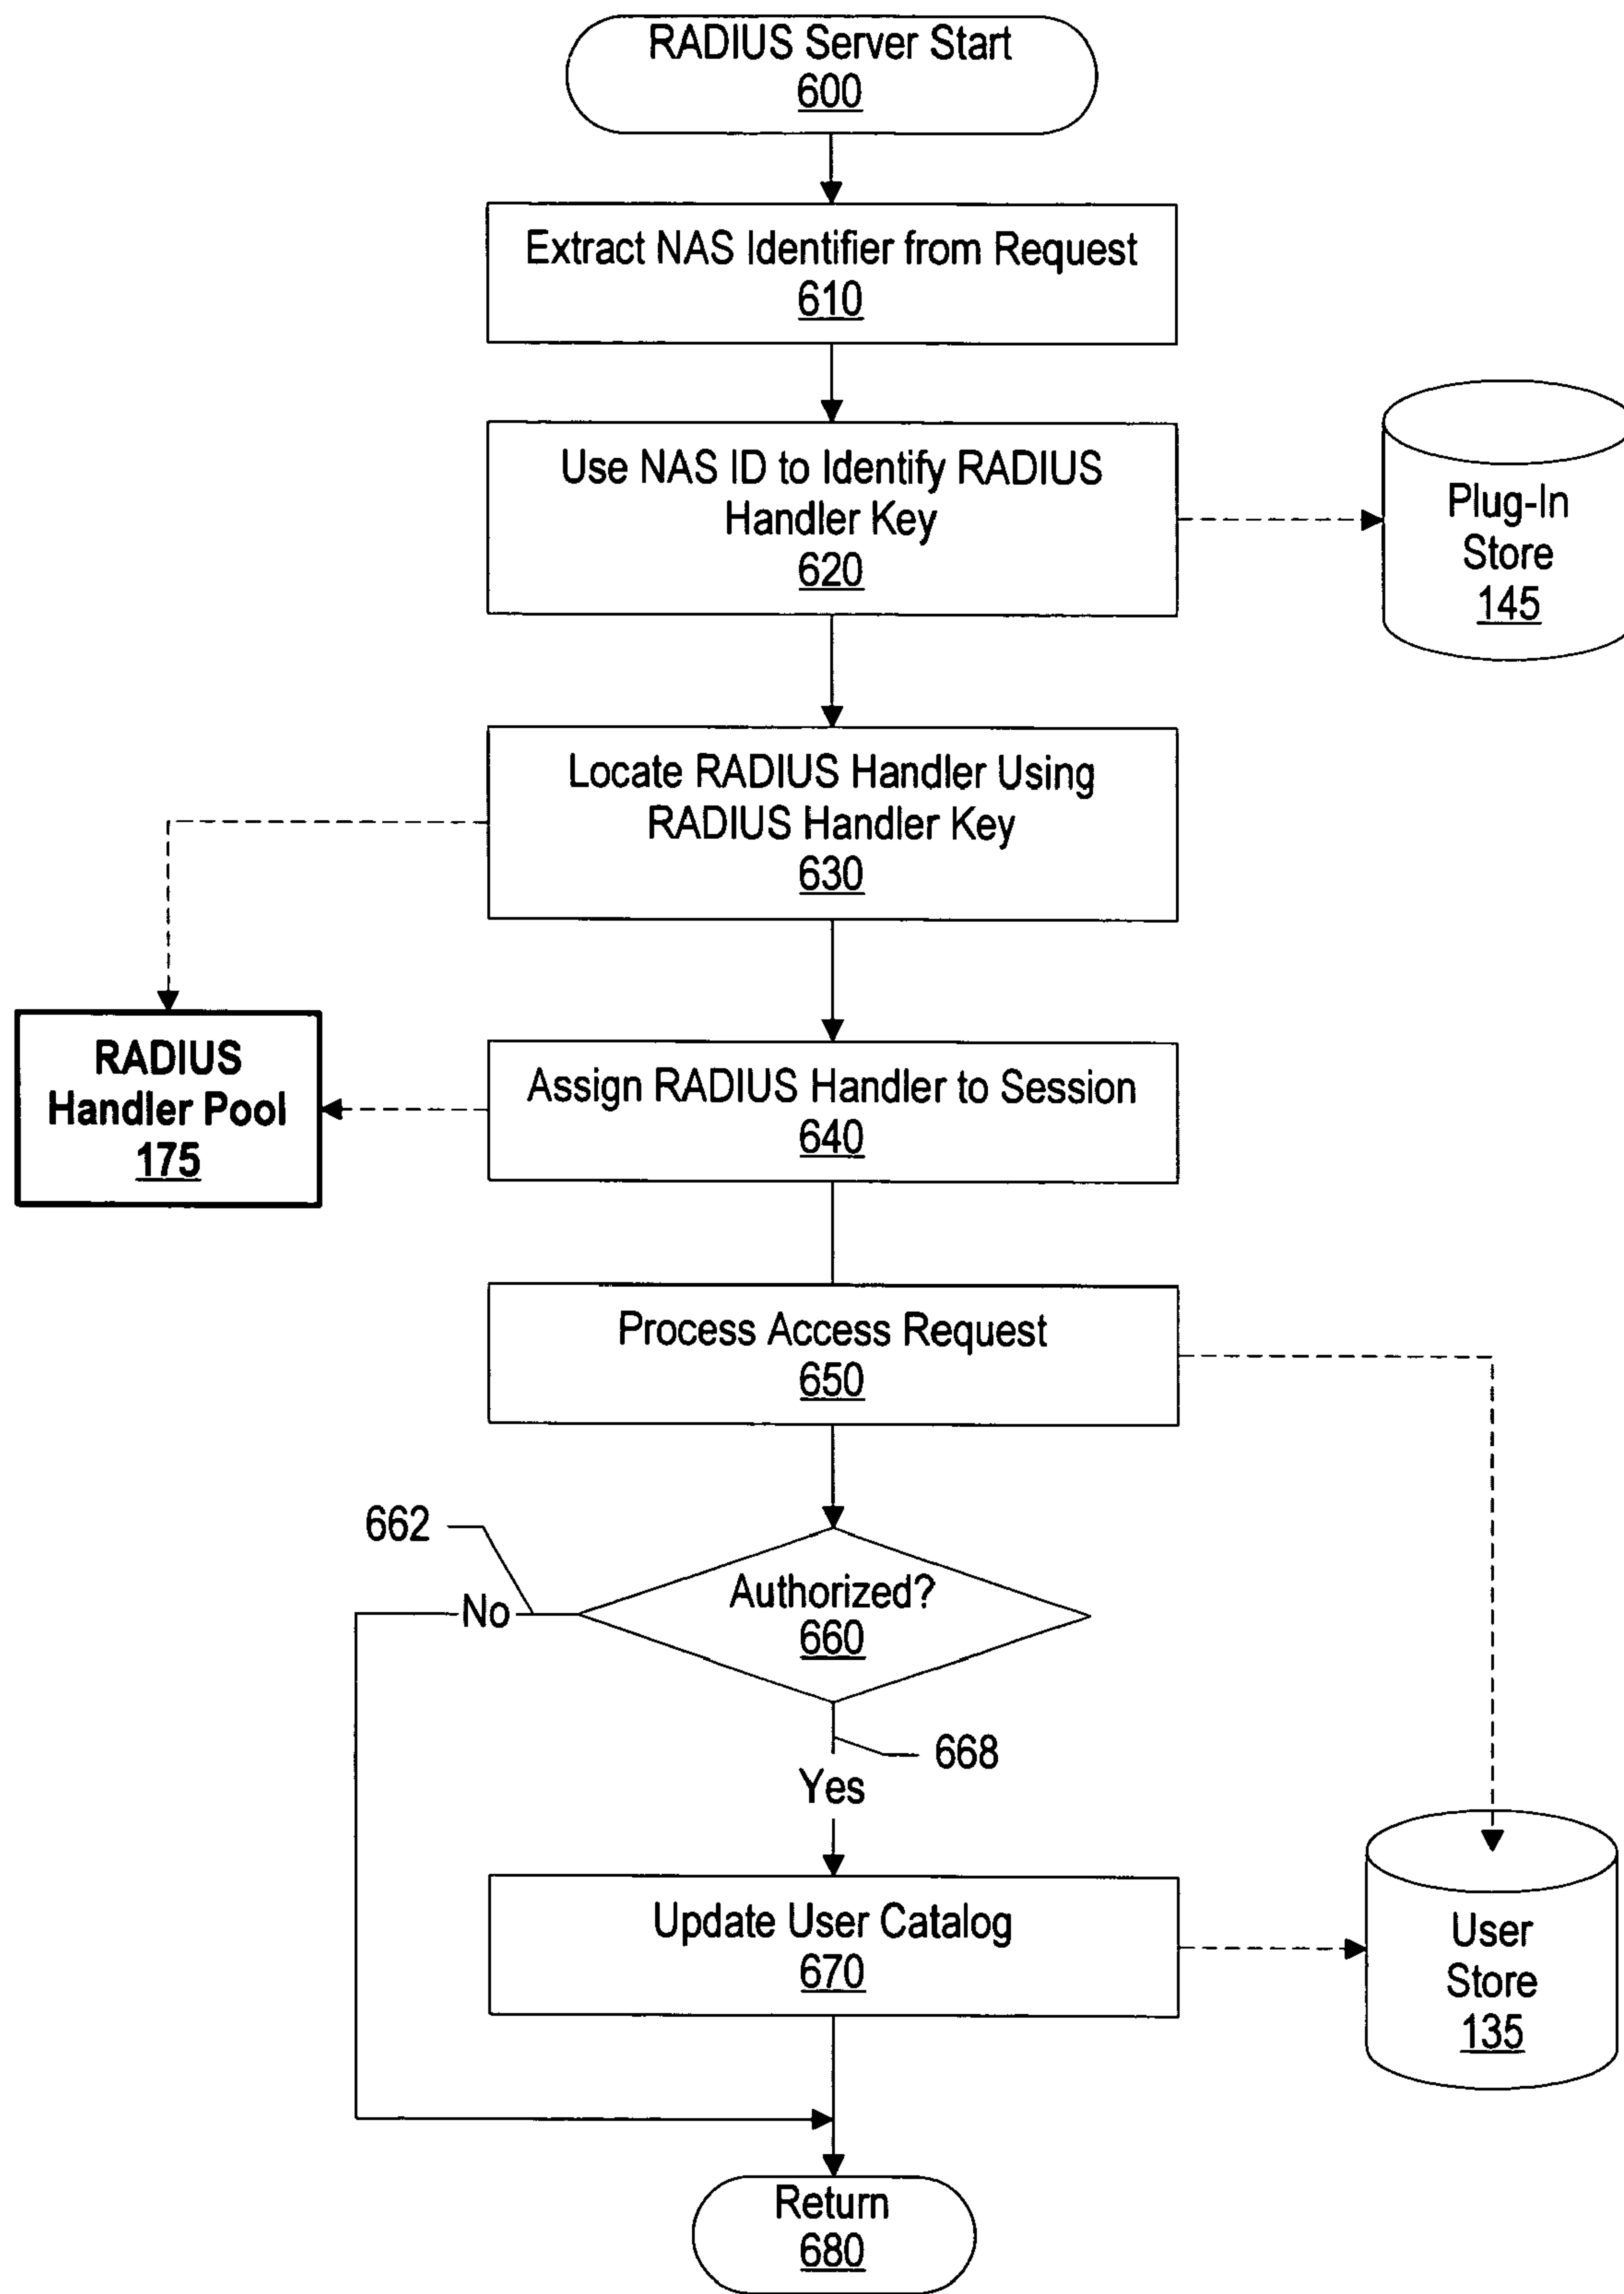 RADIUS Server Start
600
Extract NAS Identifier from Request
610
Use NAS ID to Identify RADIUS
Handler Key
620
Plug-In
Store
145
Locate RADIUS Handler Using
RADIUS Handler Key
630
RADIUS
Handler Pool
175
Assign RADIUS Handler to Session
640
Process Access Request
650
662
No
Authorized?
660
668
Yes
Update User Catalog
670
User
Store
135
Return
680